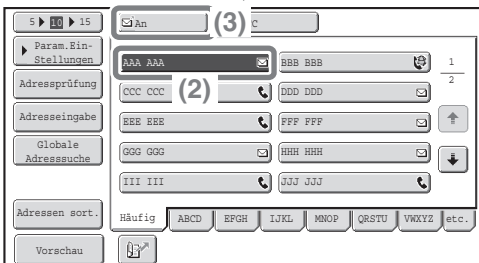 5 10 15
An
(3)
C
Param.Ein-
Stellungen
AAA AAA
BBB BBB
1
2
Adressprüfung
CCC CCC
(2)
DDD DDD
Adresseingabe
EEE EEE
FFF FFF
Globale
Adresssuche
GGG GGG
HHH HHH
III III
JJJ JJJ
Adressen sort.
Häufig
ABCD
EFGH
IJKL
MNOP
QRSTU
VWXYZ
etc.
Vorschau